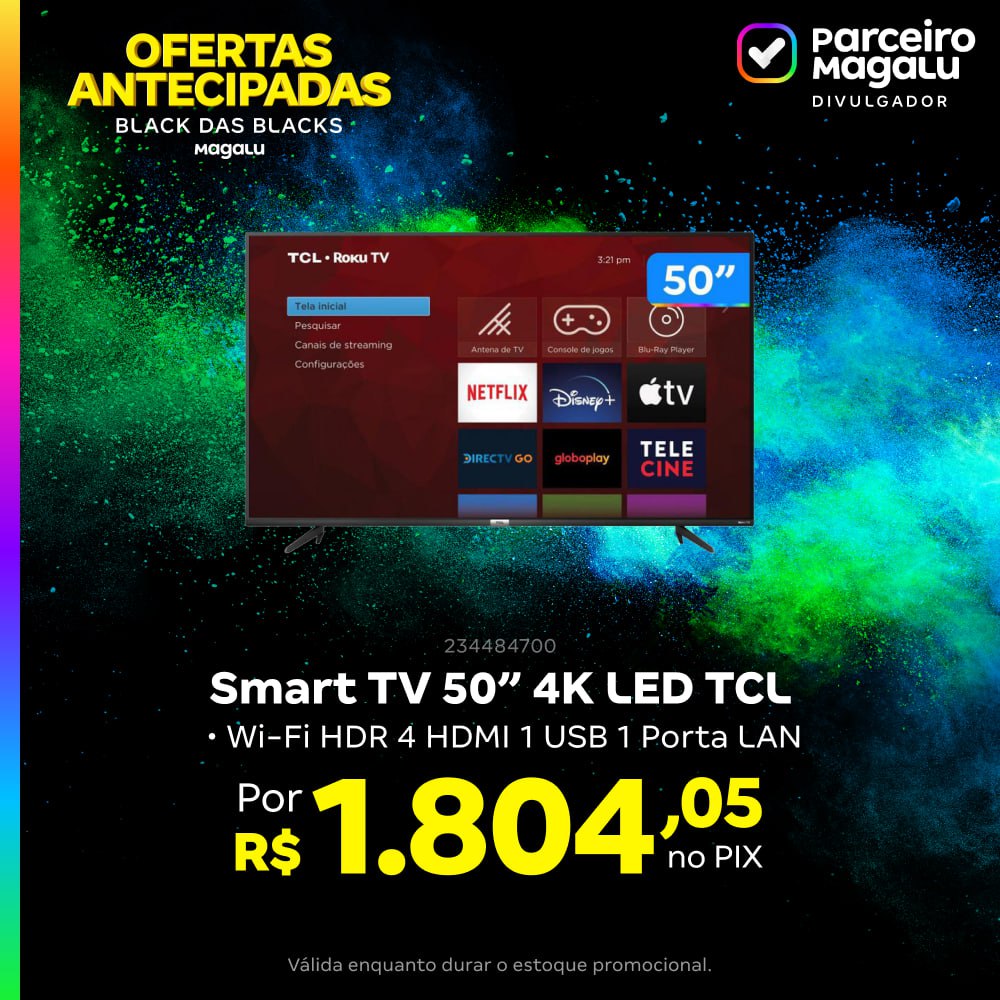 OFERTAS
ANTECIPADAS
BLACK DAS BLACKS
Magalu
Parceiro
Magalu
DIVULGADOR
TCL • Roku TV
3:21 pm
50”
Tela inicial
Pesquisar
Canais de streaming
Configurações
Antena de TV
Console de jogos
Blu-Ray Player
NETFLIX
Disney+
tv
DIRECTV GO
globoplay
TELE
CINE
234484700
Smart TV 50” 4K LED TCL
• Wi-Fi HDR 4 HDMI 1 USB 1 Porta LAN
Por
R$ 1.804,05
no PIX
Válida enquanto durar o estoque promocional.